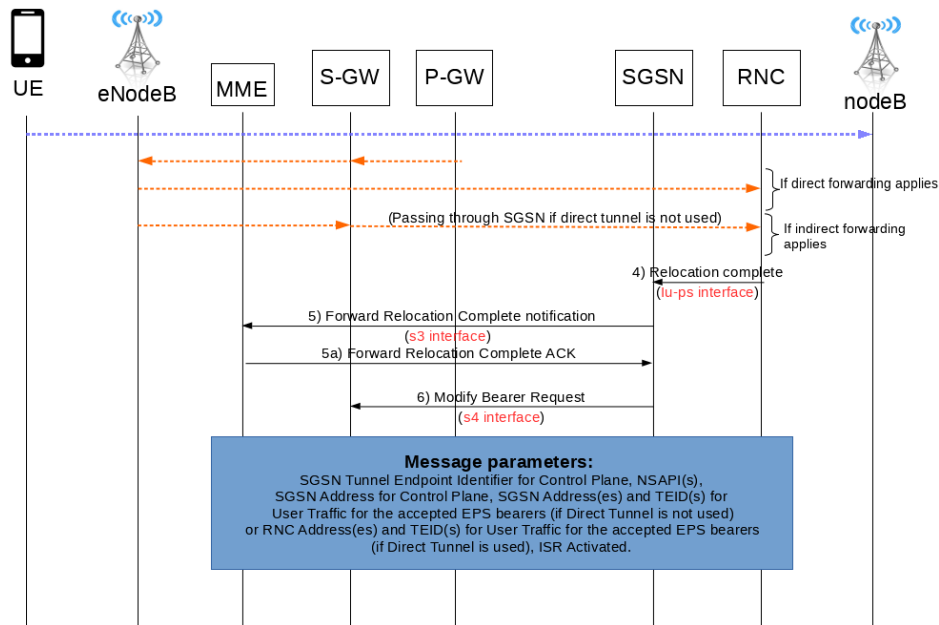 UE
eNodeB
MME
S-GW
P-GW
SGSN
RNC
nodeB
If direct forwarding applies
(Passing through SGSN if direct tunnel is not used)
If indirect forwarding
applies
4) Relocation complete
(Iu-ps interface)
5) Forward Relocation Complete notification
(s3 interface)
5a) Forward Relocation Complete ACK
6) Modify Bearer Request
(s4 interface)
Message parameters:
SGSN Tunnel Endpoint Identifier for Control Plane, NSAPI(s),
SGSN Address for Control Plane, SGSN Address(es) and TEID(s) for
User Traffic for the accepted EPS bearers (if Direct Tunnel is not used)
or RNC Address(es) and TEID(s) for User Traffic for the accepted EPS bearers
(if Direct Tunnel is used), ISR Activated.